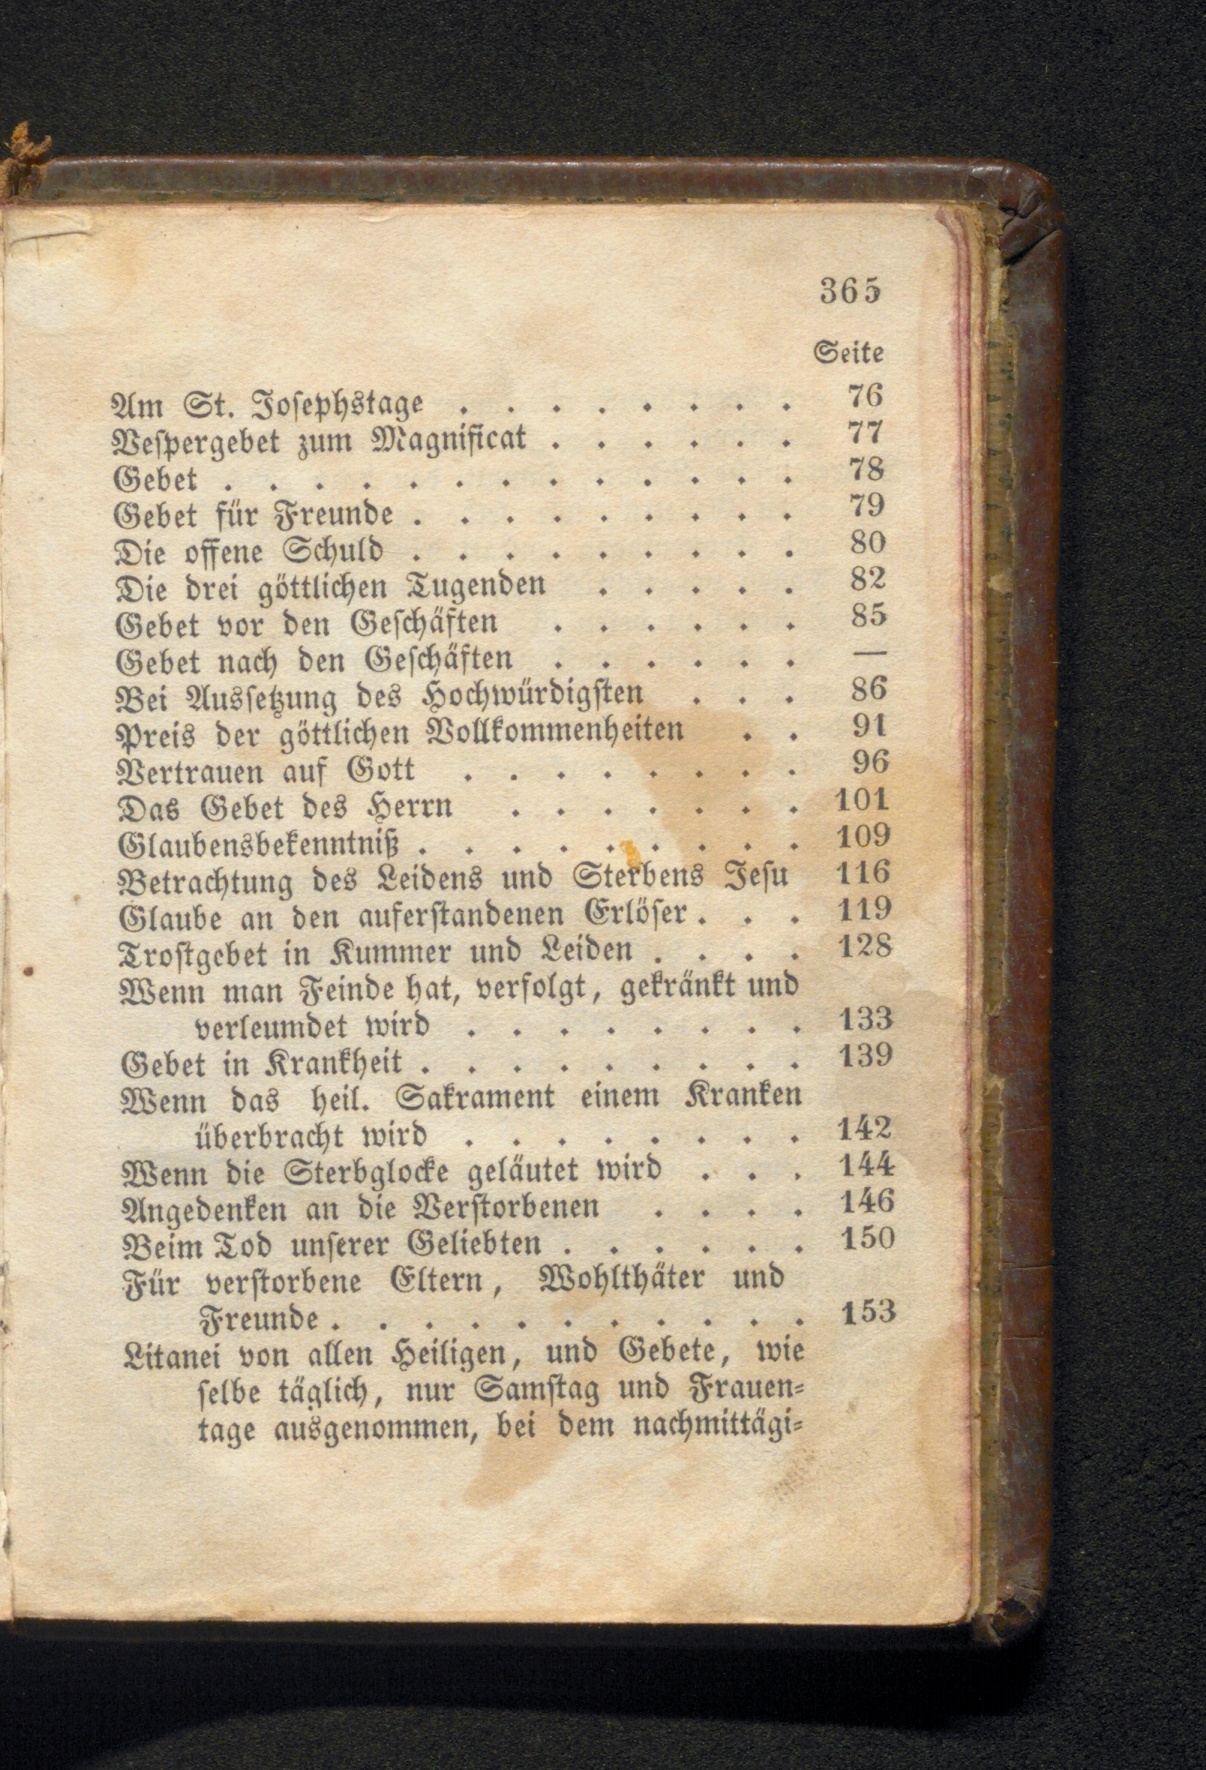 365
Seite
Am St. Josephstage . . . . . . . . 76
Vespergebet zum Magnificat . . . . . . 77
Gebet . . . . . . . . . . . . . 78
Gebet für Freunde . . . . . . . . . 79
Die offene Schuld . . . . . . . . . 80
Die drei göttlichen Tugenden . . . . . 82
Gebet vor den Geschäften . . . . . . 85
Gebet nach den Geschäften . . . . . . —
Bei Aussetzung des Hochwürdigsten . . . 86
Preis der göttlichen Vollkommenheiten . . 91
Vertrauen auf Gott . . . . . . . . 96
Das Gebet des Herrn . . . . . . . 101
Glaubensbekenntniß . . . . . . . . . 109
Betrachtung des Leidens und Sterbens Jesu 116
Glaube an den auferstandenen Erlöser . . . 119
Trostgebet in Kummer und Leiden . . . . 128
Wenn man Feinde hat, verfolgt, gekränkt und
verleumdet wird . . . . . . . . 133
Gebet in Krankheit . . . . . . . . . 139
Wenn das heil. Sakrament einem Kranken
überbracht wird . . . . . . . . 142
Wenn die Sterbglocke geläutet wird . . . 144
Angedenken an die Verstorbenen . . . . 146
Beim Tod unserer Geliebten . . . . . . 150
Für verstorbene Eltern, Wohlthäter und
Freunde . . . . . . . . . . . 153
Litanei von allen Heiligen, und Gebete, wie
selbe täglich, nur Samstag und Frauen=
tage ausgenommen, bei dem nachmittägi=